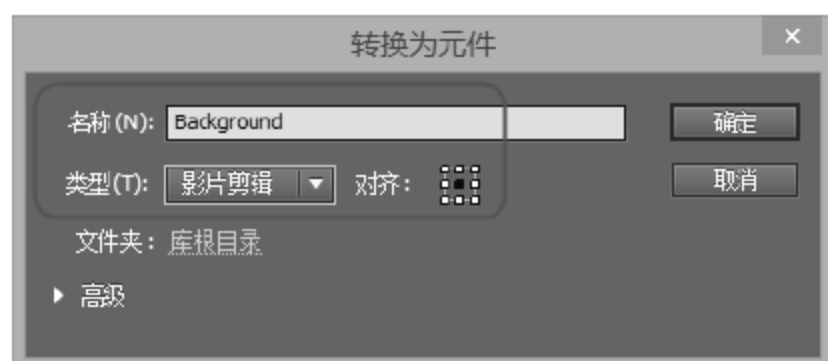 转换为元件
×
名称(N): Background 确定
类型(T): 影片剪辑 对齐: 取消
文件夹: 库根目录
高级